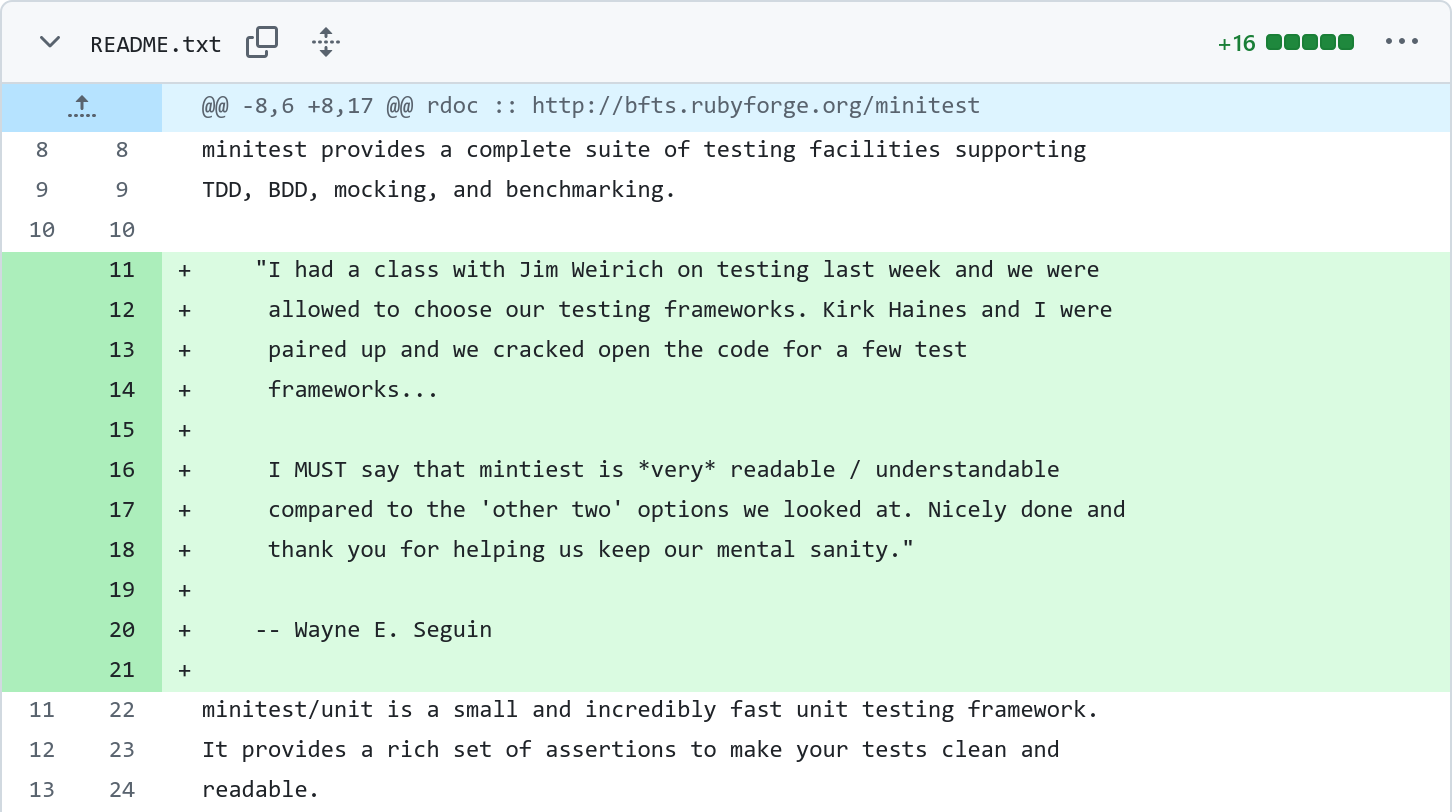 README.txt +16
@@ -8,6 +8,17 @@ rdoc :: http://bfts.rubyforge.org/minitest
8 8 minitest provides a complete suite of testing facilities supporting
9 9 TDD, BDD, mocking, and benchmarking.
10 10
11 + "I had a class with Jim Weirich on testing last week and we were
12 + allowed to choose our testing frameworks. Kirk Haines and I were
13 + paired up and we cracked open the code for a few test
14 + frameworks...
15 +
16 + I MUST say that mintiest is *very* readable / understandable
17 + compared to the 'other two' options we looked at. Nicely done and
18 + thank you for helping us keep our mental sanity."
19 +
20 + -- Wayne E. Seguin
21 +
11 22 minitest/unit is a small and incredibly fast unit testing framework.
12 23 It provides a rich set of assertions to make your tests clean and
13 24 readable.